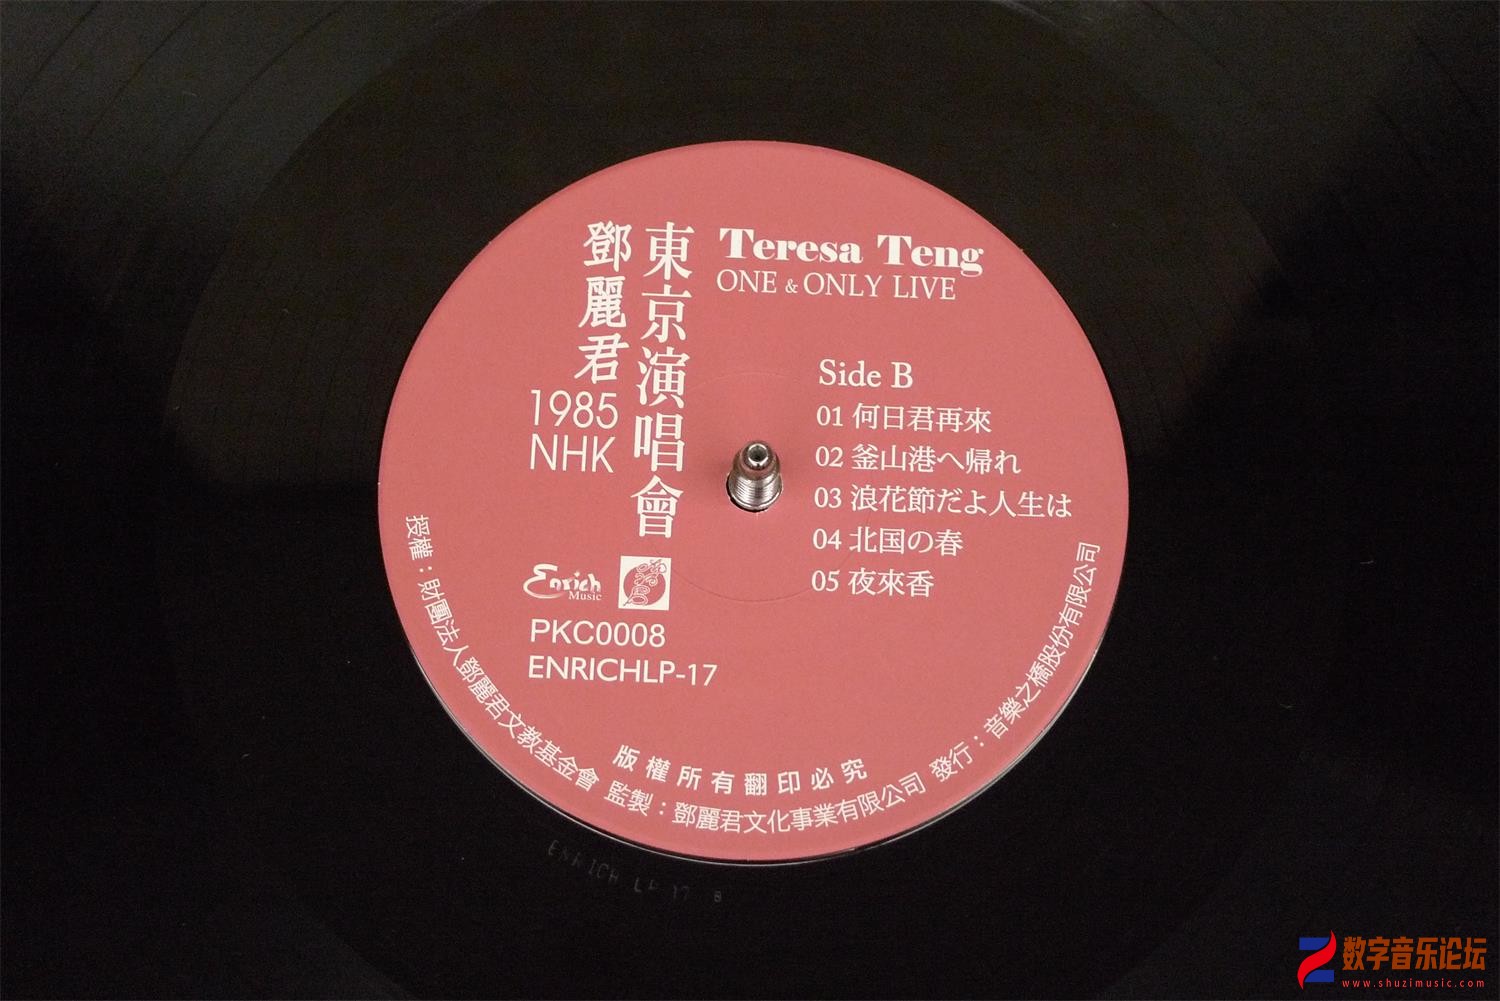 Teresa Teng
ONE & ONLY LIVE
東京演唱會
鄧麗君
1985
NHK
Side B
01 何日君再來
02 釜山港へ帰れ
03 浪花節だよ人生は
04 北国の春
05 夜來香
Enrich
Music
PKC0008
ENRICHLP-17
版權所有翻印必究
授權：財團法人鄧麗君文教基金會 監製：鄧麗君文化事業有限公司 發行：音樂之橋股份有限公司
ENRICH LP 17 B
数字音乐论坛
www.shuzimusic.com